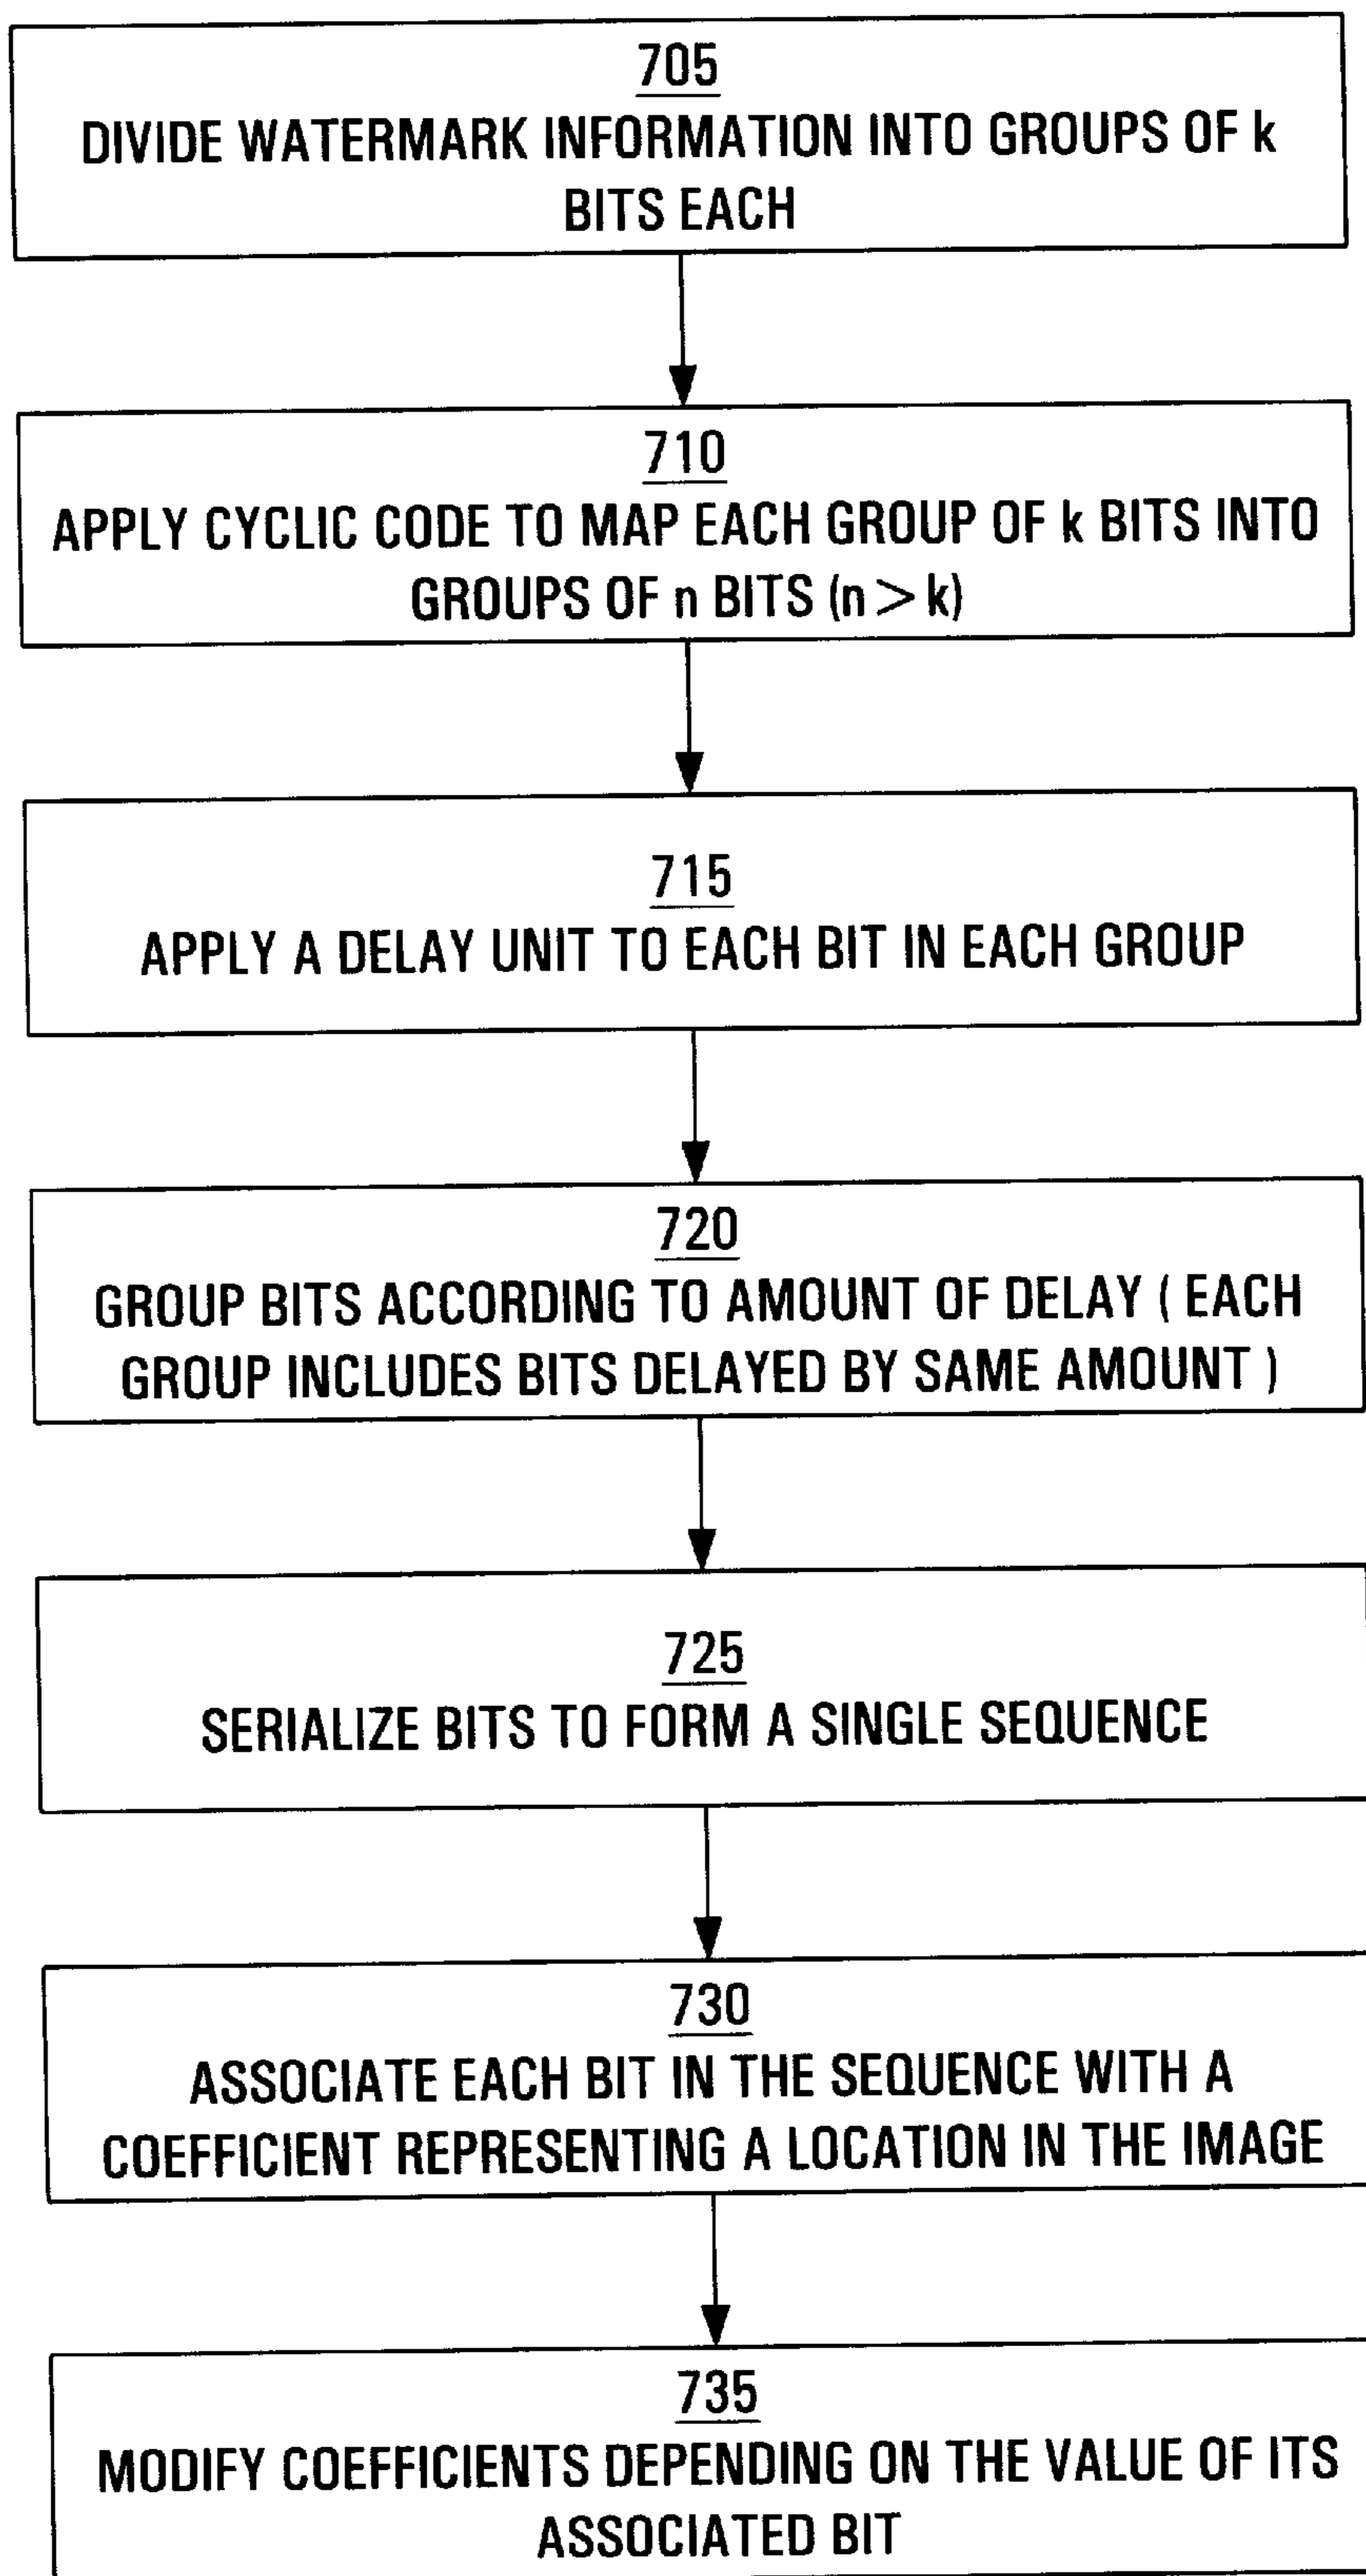 705
DIVIDE WATERMARK INFORMATION INTO GROUPS OF k
BITS EACH
710
APPLY CYCLIC CODE TO MAP EACH GROUP OF k BITS INTO
GROUPS OF n BITS (n > k)
715
APPLY A DELAY UNIT TO EACH BIT IN EACH GROUP
720
GROUP BITS ACCORDING TO AMOUNT OF DELAY ( EACH
GROUP INCLUDES BITS DELAYED BY SAME AMOUNT )
725
SERIALIZE BITS TO FORM A SINGLE SEQUENCE
730
ASSOCIATE EACH BIT IN THE SEQUENCE WITH A
COEFFICIENT REPRESENTING A LOCATION IN THE IMAGE
735
MODIFY COEFFICIENTS DEPENDING ON THE VALUE OF ITS
ASSOCIATED BIT